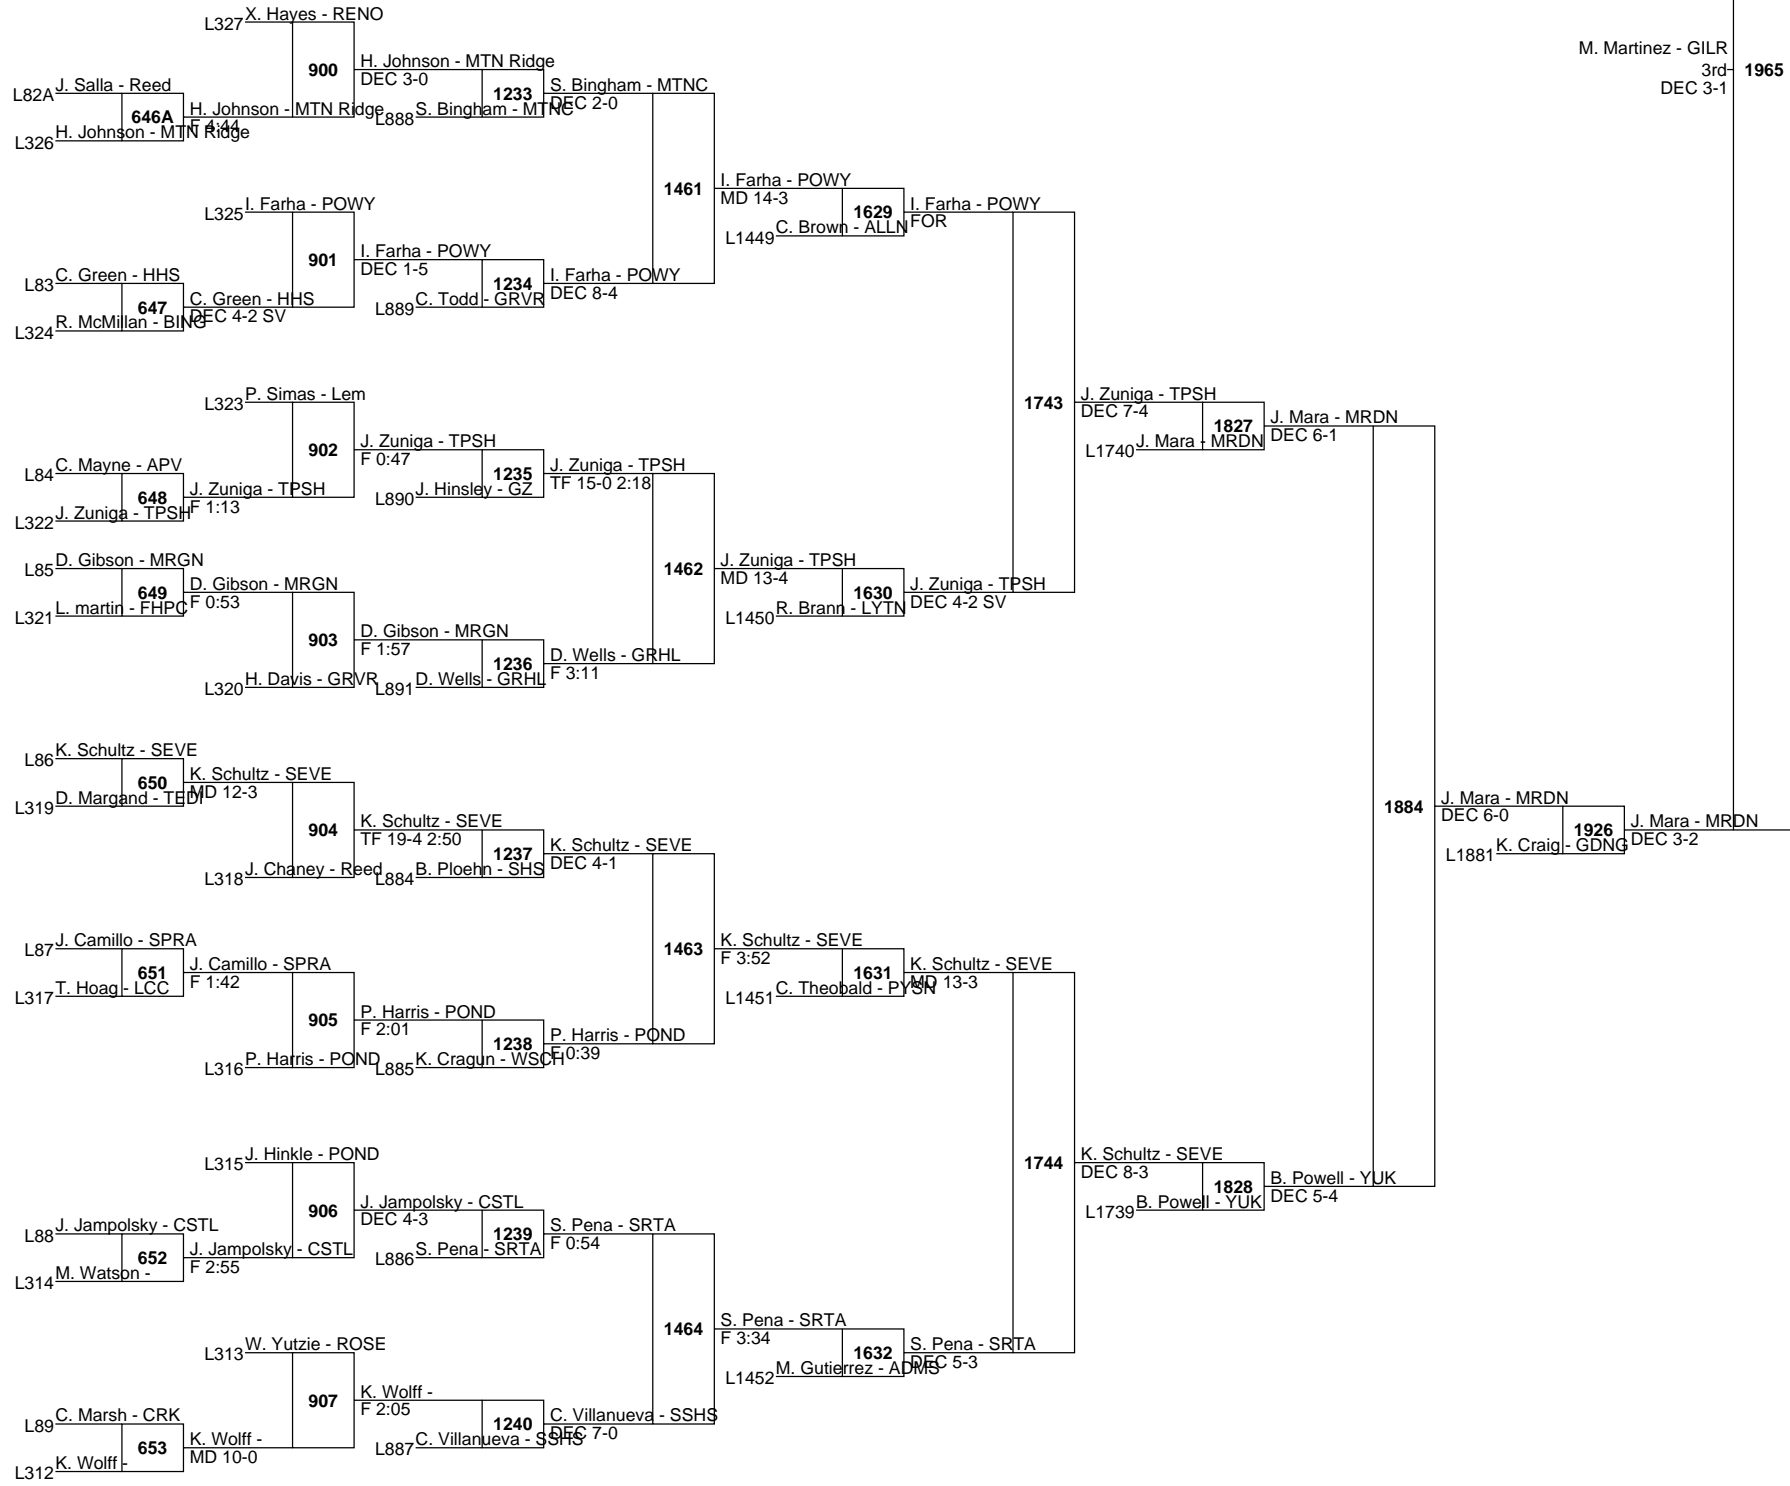 L327 X. Hayes - RENO
900
H. Johnson - MTN Ridge
DEC 3-0
L82A J. Salla - Reed
646A
H. Johnson - MTN Ridge
F 4:44
L326 H. Johnson - MTN Ridge
1233
L888 S. Bingham - MTNC
S. Bingham - MTNC
DEC 2-0
M. Martinez - GILR
3rd
DEC 3-1
1965
1461
I. Farha - POWY
MD 14-3
1629
L1449 C. Brown - ALLN
I. Farha - POWY
FOR
L325 I. Farha - POWY
901
I. Farha - POWY
DEC 1-5
L83 C. Green - HHS
647
C. Green - HHS
DEC 4-2 SV
L324 R. McMillan - BING
1234
L889 C. Todd - GRVR
I. Farha - POWY
DEC 8-4
L323 P. Simas - Lem
902
J. Zuniga - TPSH
F 0:47
L84 C. Mayne - APV
648
J. Zuniga - TPSH
F 1:13
L322 J. Zuniga - TPSH
1235
L890 J. Hinsley - GZ
J. Zuniga - TPSH
TF 15-0 2:18
1743
J. Zuniga - TPSH
DEC 7-4
1827
L1740 J. Mara - MRDN
J. Mara - MRDN
DEC 6-1
L85 D. Gibson - MRGN
649
D. Gibson - MRGN
F 0:53
L321 L. martin - FHPC
903
D. Gibson - MRGN
F 1:57
L320 H. Davis - GRVR
1236
L891 D. Wells - GRHL
D. Wells - GRHL
F 3:11
1462
J. Zuniga - TPSH
MD 13-4
1630
L1450 R. Brann - LYTN
J. Zuniga - TPSH
DEC 4-2 SV
L86 K. Schultz - SEVE
650
K. Schultz - SEVE
MD 12-3
L319 D. Margand - TEDI
904
K. Schultz - SEVE
TF 19-4 2:50
L318 J. Chaney - Reed
1237
L884 B. Ploehn - SHS
K. Schultz - SEVE
DEC 4-1
1884
J. Mara - MRDN
DEC 6-0
1926
L1881 K. Craig - GDNG
J. Mara - MRDN
DEC 3-2
L87 J. Camillo - SPRA
651
J. Camillo - SPRA
F 1:42
L317 T. Hoag - LCC
905
P. Harris - POND
F 2:01
L316 P. Harris - POND
1238
L885 K. Cragun - WSCH
P. Harris - POND
F 0:39
1463
K. Schultz - SEVE
F 3:52
1631
L1451 C. Theobald - PYSN
K. Schultz - SEVE
MD 13-3
L315 J. Hinkle - POND
906
J. Jampolsky - CSTL
DEC 4-3
L88 J. Jampolsky - CSTL
652
J. Jampolsky - CSTL
F 2:55
L314 M. Watson -
1239
L886 S. Pena - SRTA
S. Pena - SRTA
F 0:54
1744
K. Schultz - SEVE
DEC 8-3
1828
L1739 B. Powell - YUK
B. Powell - YUK
DEC 5-4
1464
S. Pena - SRTA
F 3:34
1632
L1452 M. Gutierrez - ADMS
S. Pena - SRTA
DEC 5-3
L313 W. Yutzie - ROSE
907
K. Wolff -
F 2:05
L89 C. Marsh - CRK
653
K. Wolff -
MD 10-0
L312 K. Wolff -
1240
L887 C. Villanueva - SSHS
C. Villanueva - SSHS
DEC 7-0